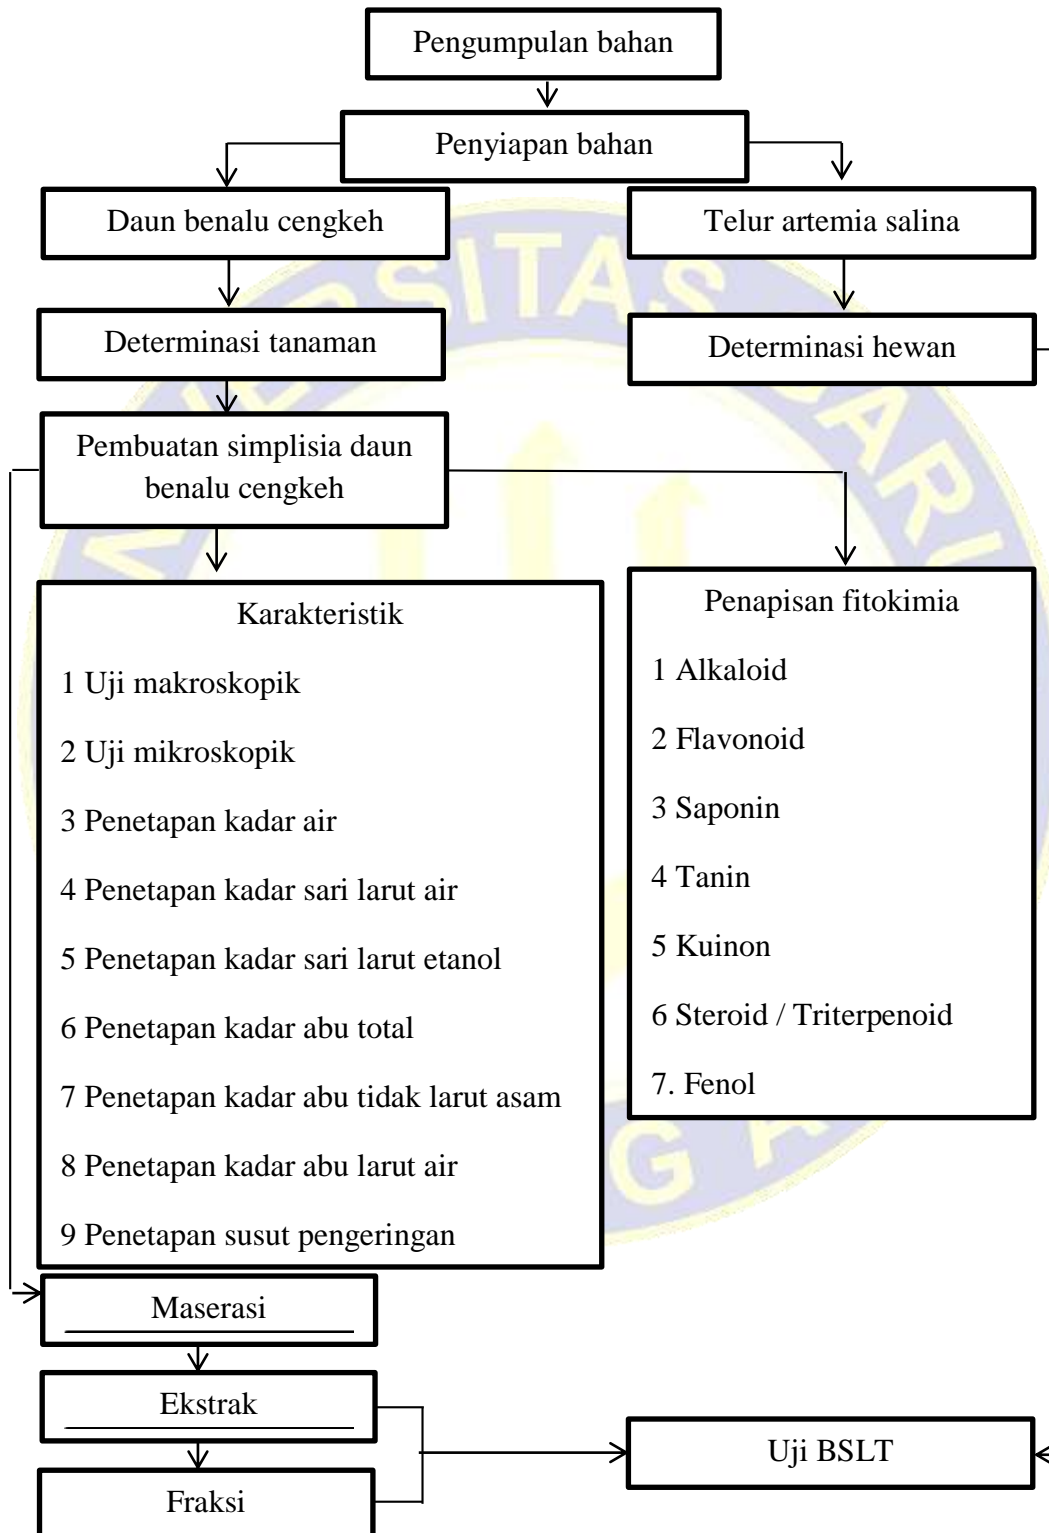 Pengumpulan bahan
Penyiapan bahan
Daun benalu cengkeh
Telur artemia salina
Determinasi tanaman
Determinasi hewan
Pembuatan simplisia daun
benalu cengkeh
Karakteristik
1 Uji makroskopik
2 Uji mikroskopik
3 Penetapan kadar air
4 Penetapan kadar sari larut air
5 Penetapan kadar sari larut etanol
6 Penetapan kadar abu total
7 Penetapan kadar abu tidak larut asam
8 Penetapan kadar abu larut air
9 Penetapan susut pengeringan
Penapisan fitokimia
1 Alkaloid
2 Flavonoid
3 Saponin
4 Tanin
5 Kuinon
6 Steroid / Triterpenoid
7. Fenol
Maserasi
Ekstrak
Fraksi
Uji BSLT